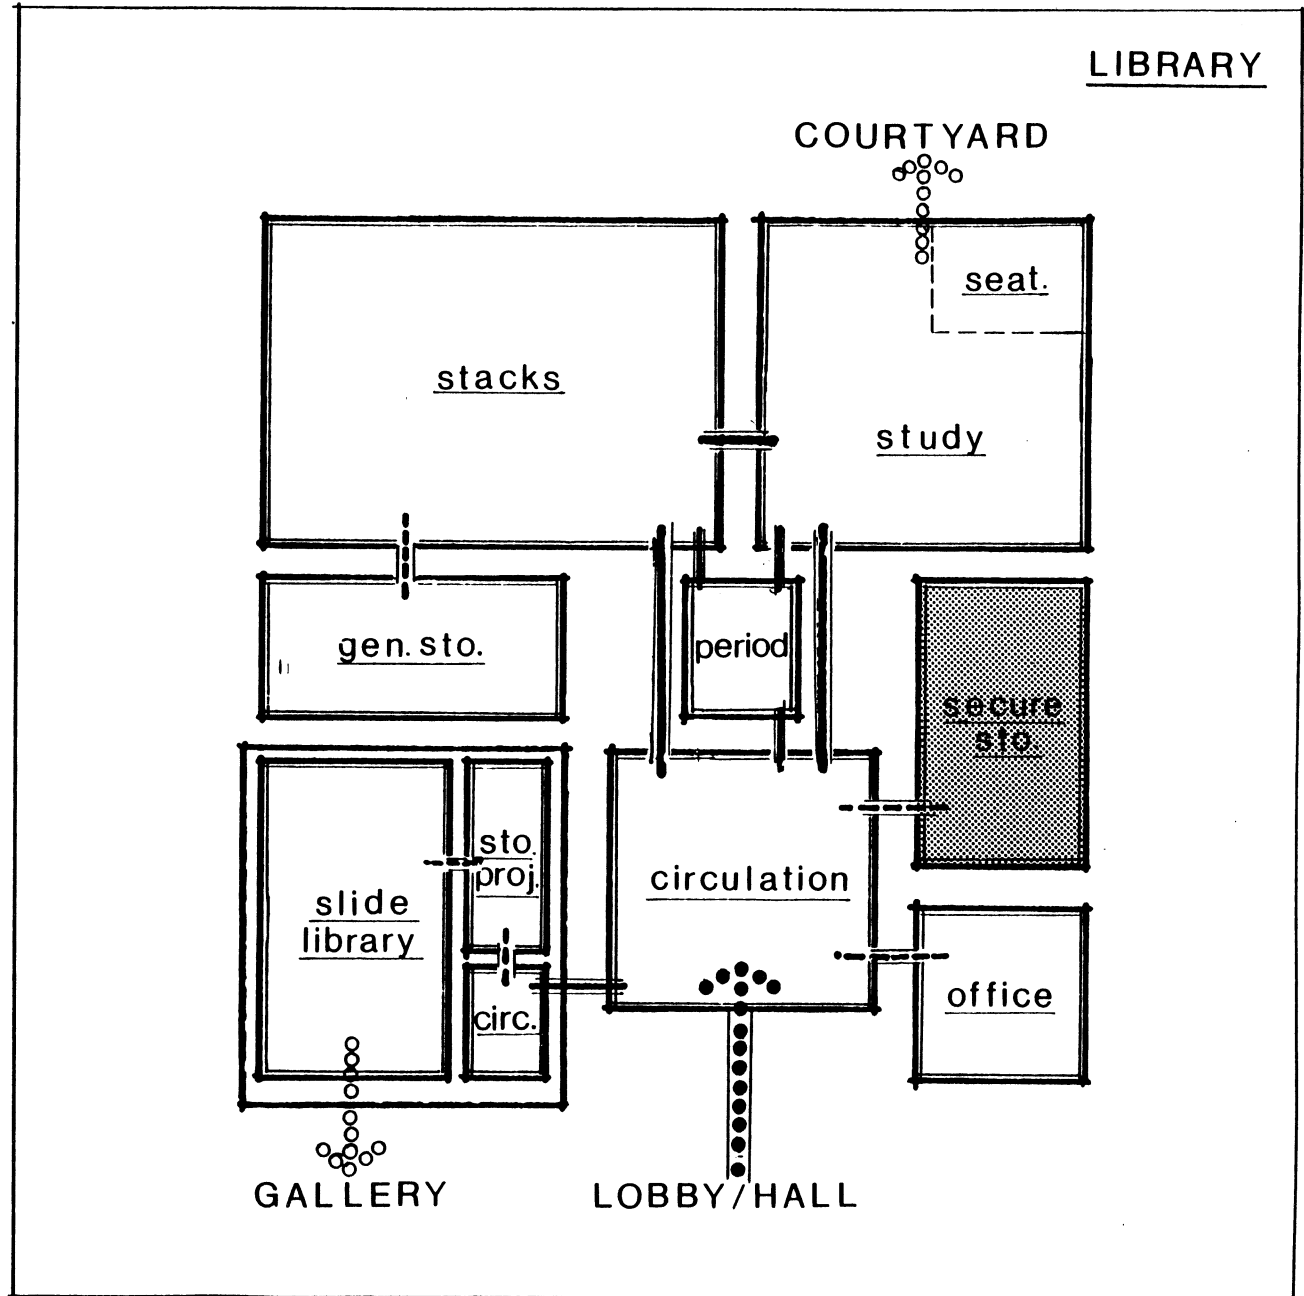 LIBRARY
COURTYARD
seat.
stacks
study
gen. sto.
period
secure
sto.
sto.
proj.
circulation
slide
library
office
circ.
GALLERY
LOBBY/HALL